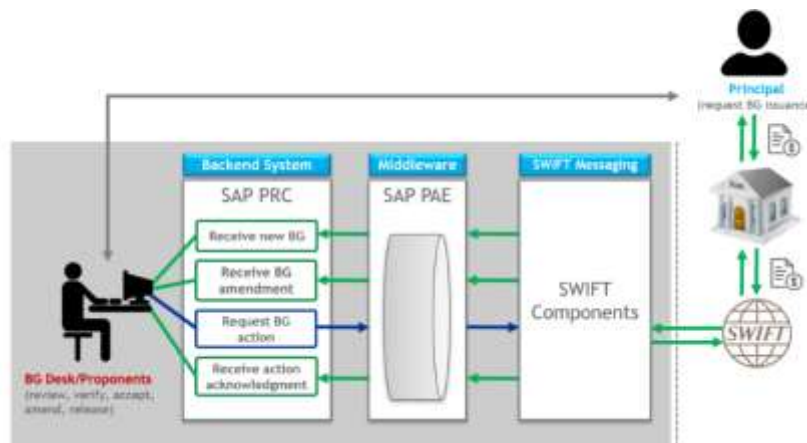 Principal
(request BG issuance
Backend System
Middleware
SWIFT Messaging
SAP PRC
SAP PAE
Receive new BG
Receive BG
amendment
SWIFT
Components
Request BG
action
SWIFT
Receive action
acknowledgment
BG Desk/Proponents
(review, verify, accept,
amend, release)